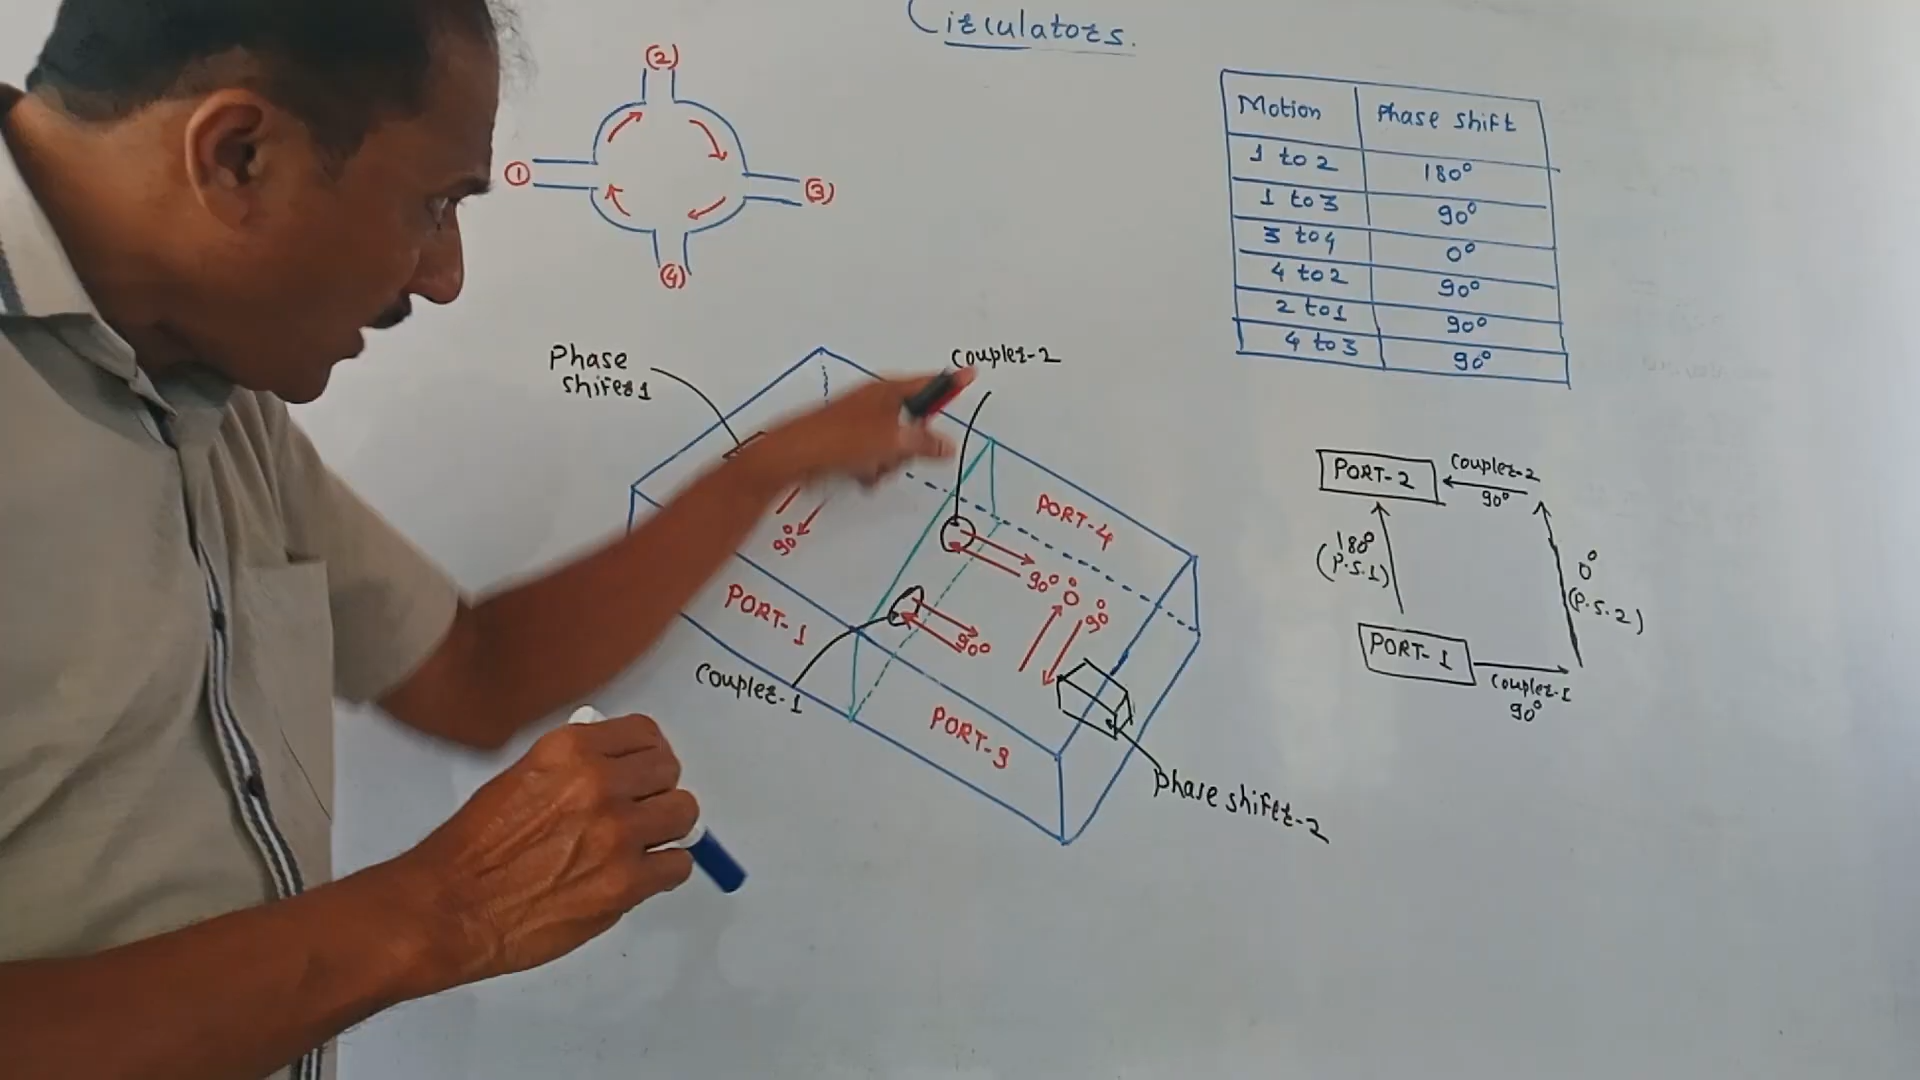 Circulators.
(2)
(1)
(3)
(4)
Motion Phase shift
1 to 2 180°
1 to 3 90°
3 to 4 0°
4 to 2 90°
2 to 1 90°
4 to 3 90°
Phase
shifter 1
Coupler-2
PORT-4
90°
90° 0° 90°
PORT-1
90°
Coupler-1
PORT-3
Phase shifter-2
PORT-2
Coupler-2
90°
180°
(P.S.1)
0°
(P.S.2)
PORT-1
Coupler-1
90°